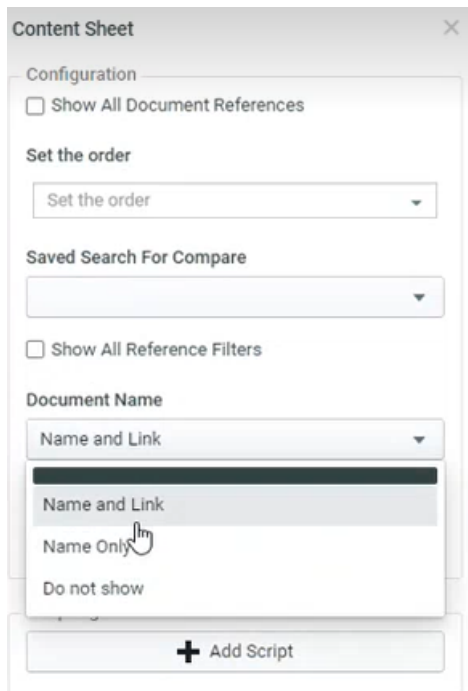 Content Sheet
Configuration
Show All Document References
Set the order
Set the order
Saved Search For Compare
Show All Reference Filters
Document Name
Name and Link
Name and Link
Name Only
Do not show
Add Script